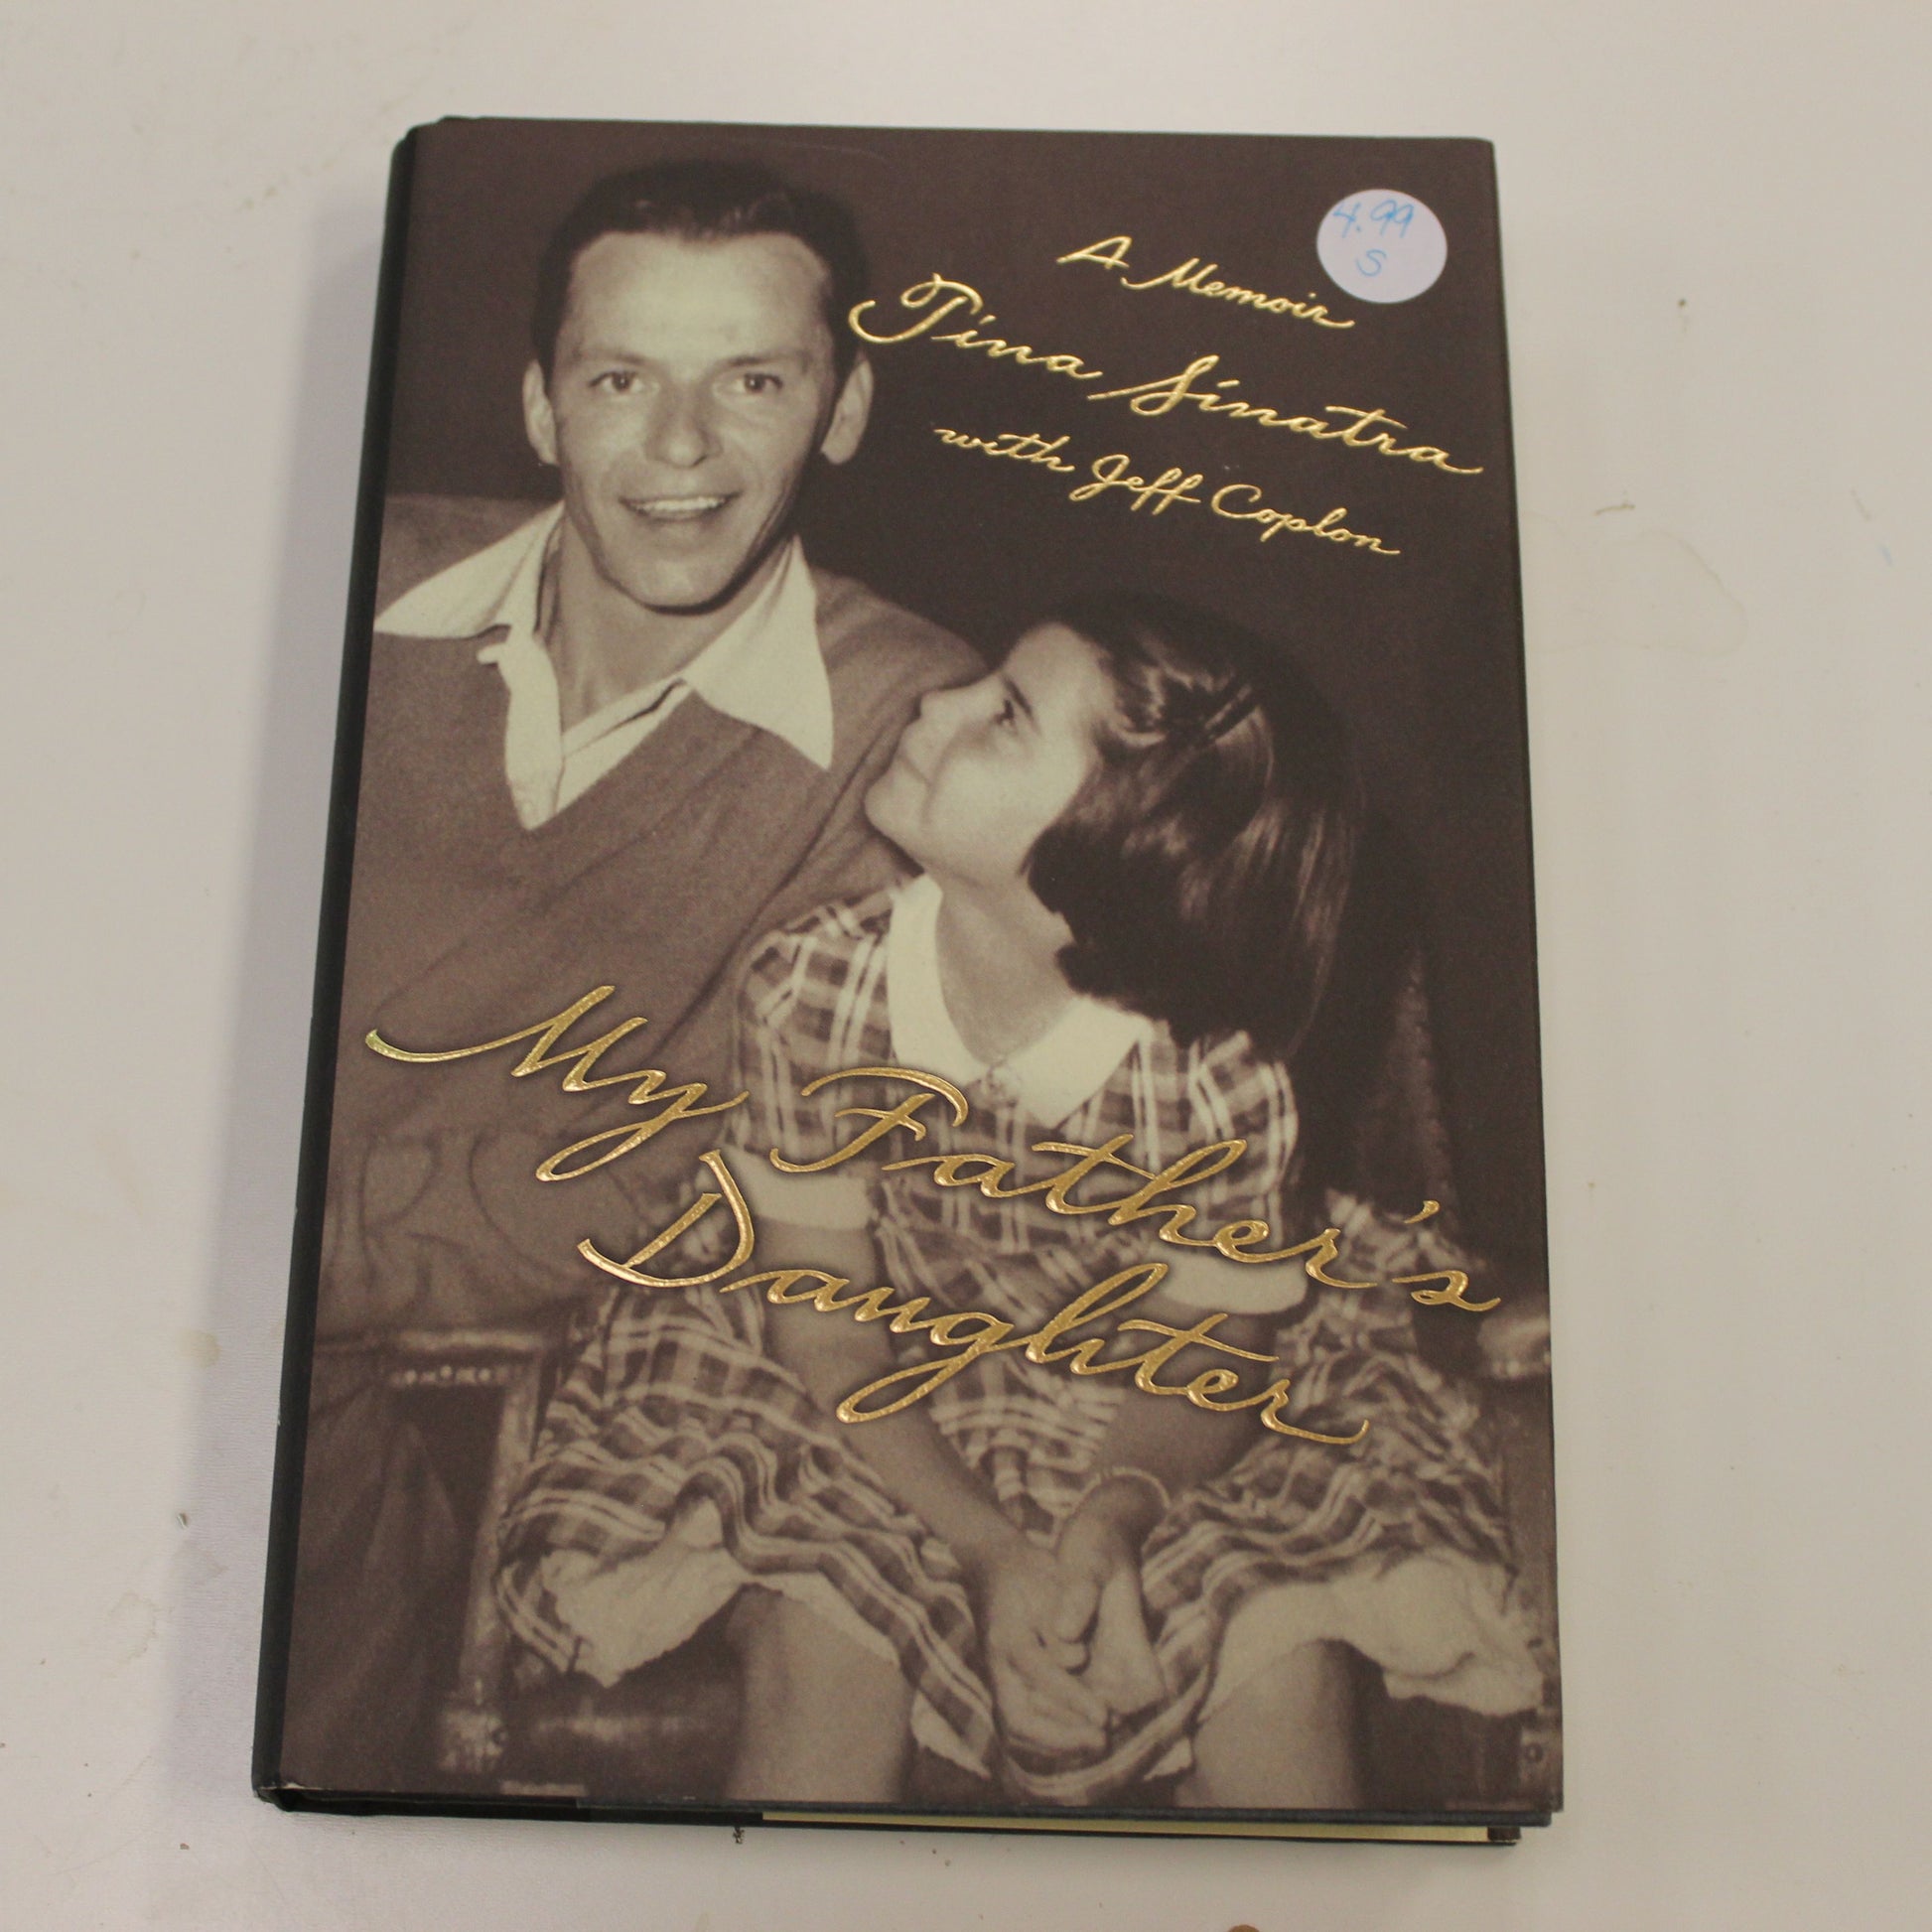 4.99
S
A Memoir
Tina Sinatra
with Jeff Coplon
My Father's
Daughter